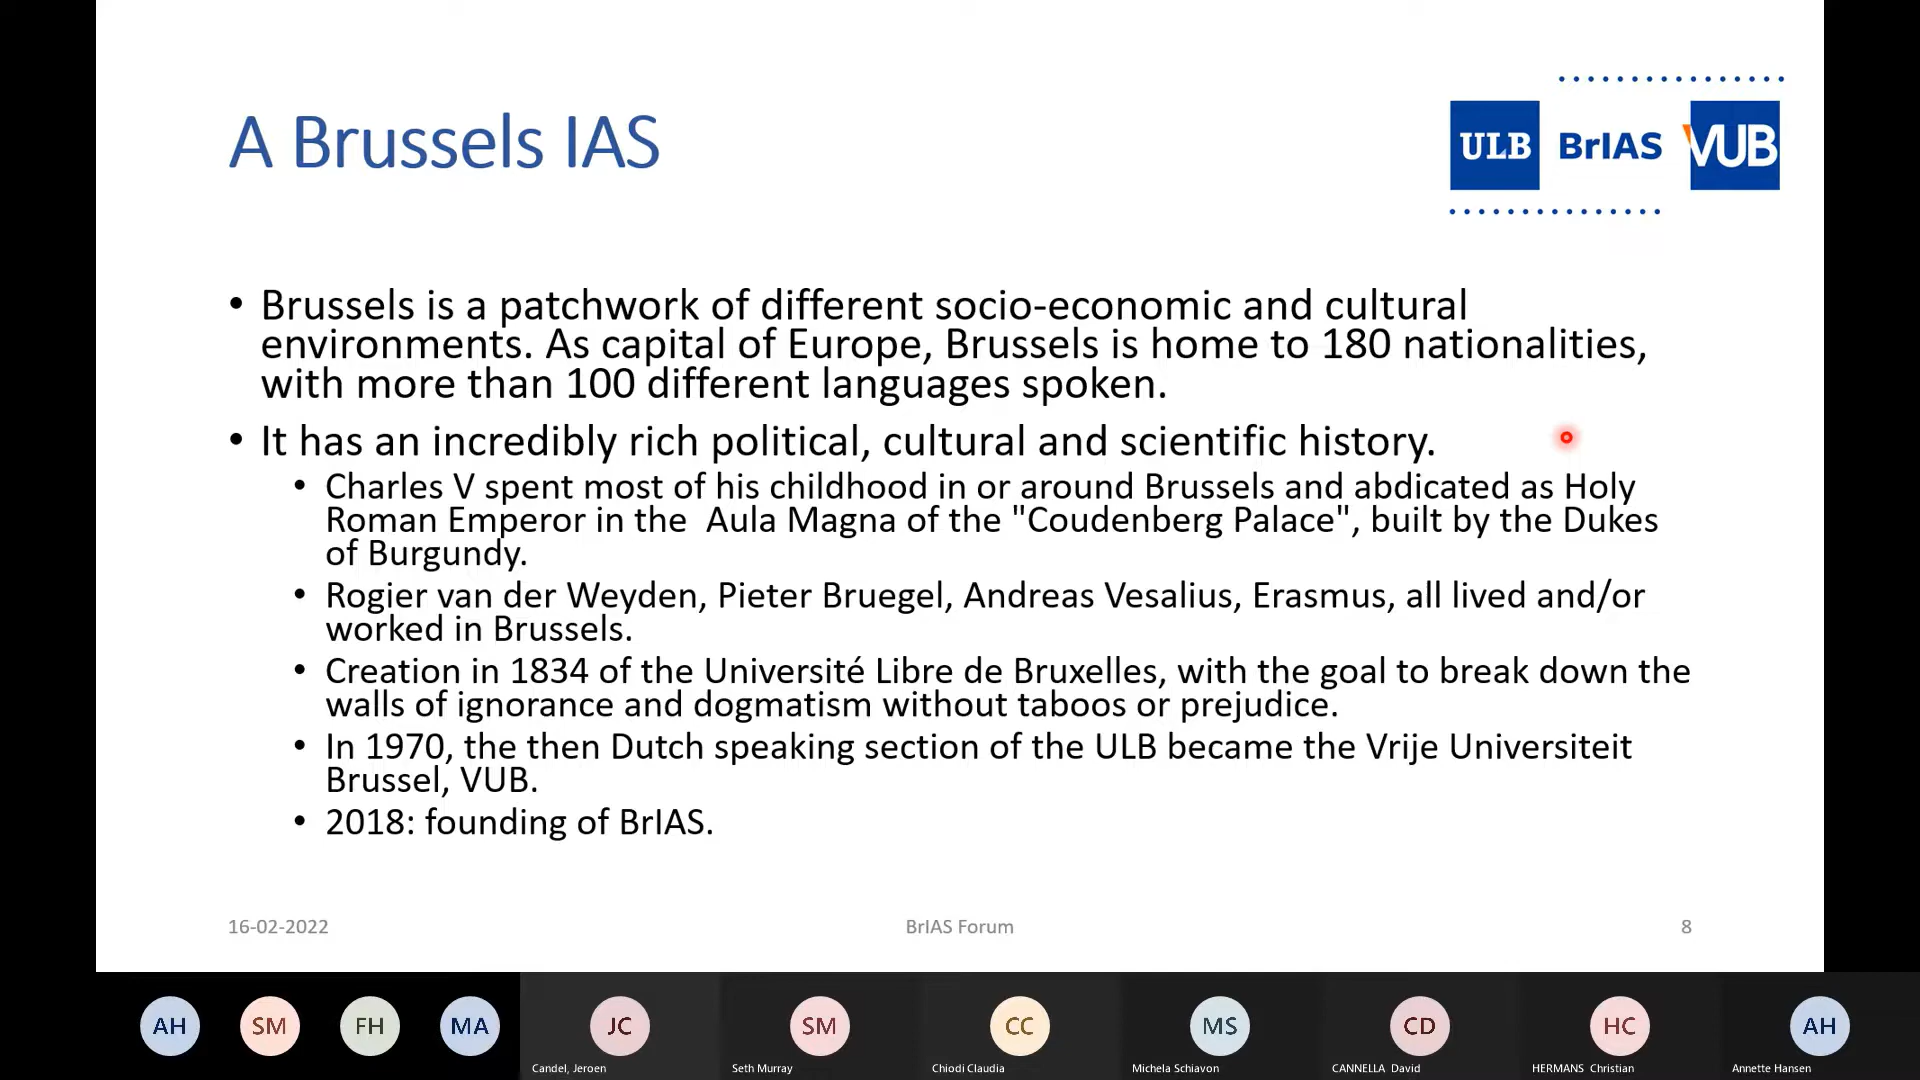 A Brussels IAS
ULB BrIAS VUB
• Brussels is a patchwork of different socio-economic and cultural
environments. As capital of Europe, Brussels is home to 180 nationalities,
with more than 100 different languages spoken.
• It has an incredibly rich political, cultural and scientific history.
• Charles V spent most of his childhood in or around Brussels and abdicated as Holy
Roman Emperor in the  Aula Magna of the "Coudenberg Palace", built by the Dukes
of Burgundy.
• Rogier van der Weyden, Pieter Bruegel, Andreas Vesalius, Erasmus, all lived and/or
worked in Brussels.
• Creation in 1834 of the Université Libre de Bruxelles, with the goal to break down the
walls of ignorance and dogmatism without taboos or prejudice.
• In 1970, the then Dutch speaking section of the ULB became the Vrije Universiteit
Brussel, VUB.
• 2018: founding of BrIAS.
16-02-2022 BrIAS Forum 8
AH SM FH MA JC SM CC MS CD HC AH
Candel, Jeroen Seth Murray Chiodi Claudia Michela Schiavon CANNELLA David HERMANS Christian Annette Hansen